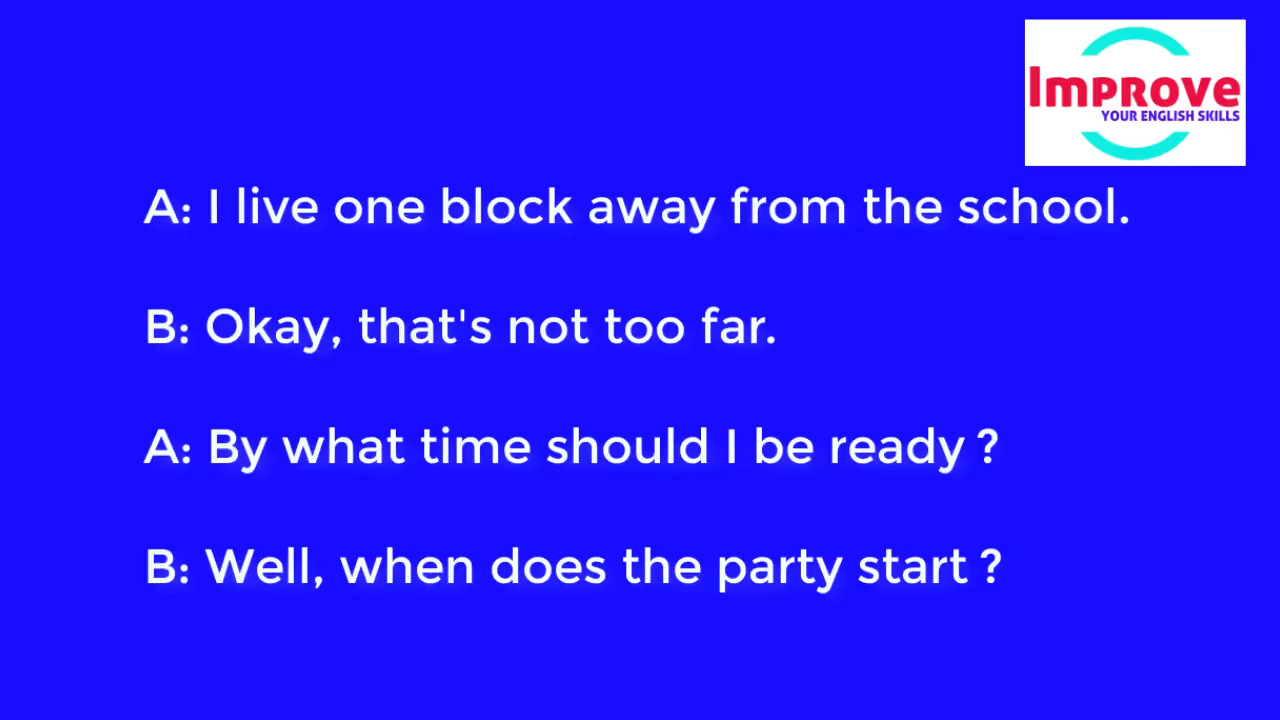 Improve
YOUR ENGLISH SKILLS
A: I live one block away from the school.
B: Okay, that's not too far.
A: By what time should I be ready ?
B: Well, when does the party start ?